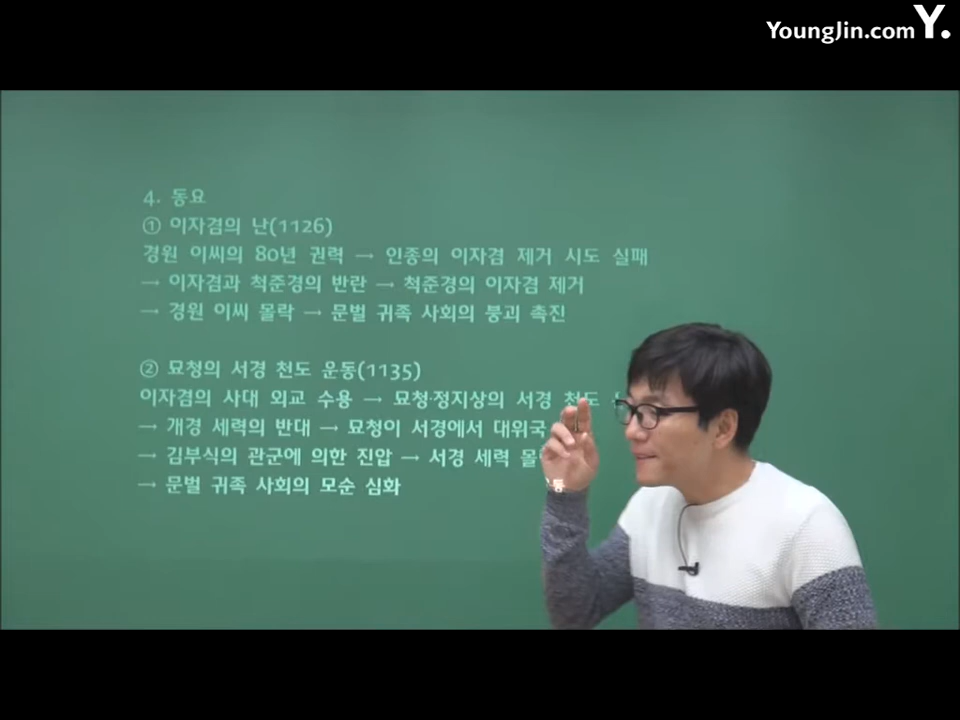 YoungJin.com Y.
4. 동요
① 이자겸의 난(1126)
경원 이씨의 80년 권력 → 인종의 이자겸 제거 시도 실패
→ 이자겸과 척준경의 반란 → 척준경의 이자겸 제거
→ 경원 이씨 몰락 → 문벌 귀족 사회의 붕괴 촉진
② 묘청의 서경 천도 운동(1135)
이자겸의 사대 외교 수용 → 묘청·정지상의 서경 천도
→ 개경 세력의 반대 → 묘청이 서경에서 대위국
→ 김부식의 관군에 의한 진압 → 서경 세력
→ 문벌 귀족 사회의 모순 심화